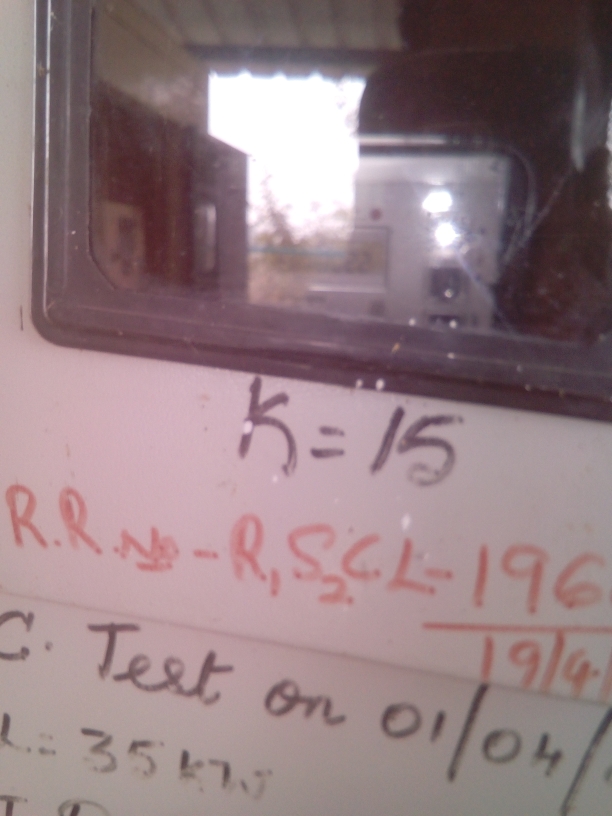 K = 15
R.R.No - R,S2CL - 196
19/4/
C. Test on 01/04/
L = 35 kW